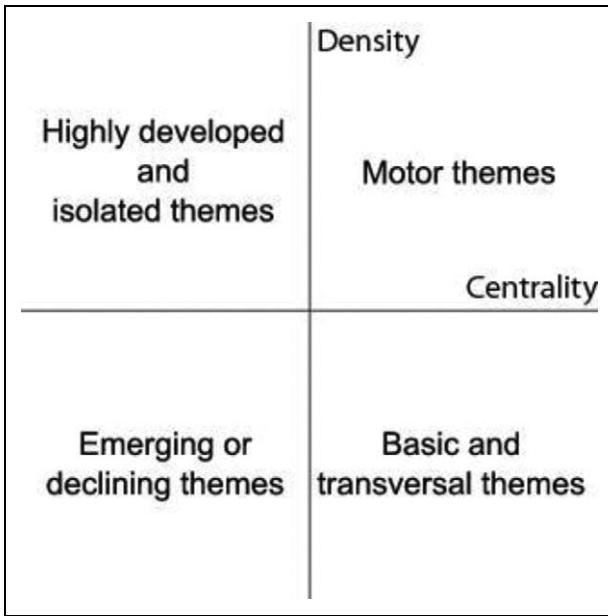 Density
Highly developed
and
isolated themes
Motor themes
Centrality
Emerging or
declining themes
Basic and
transversal themes